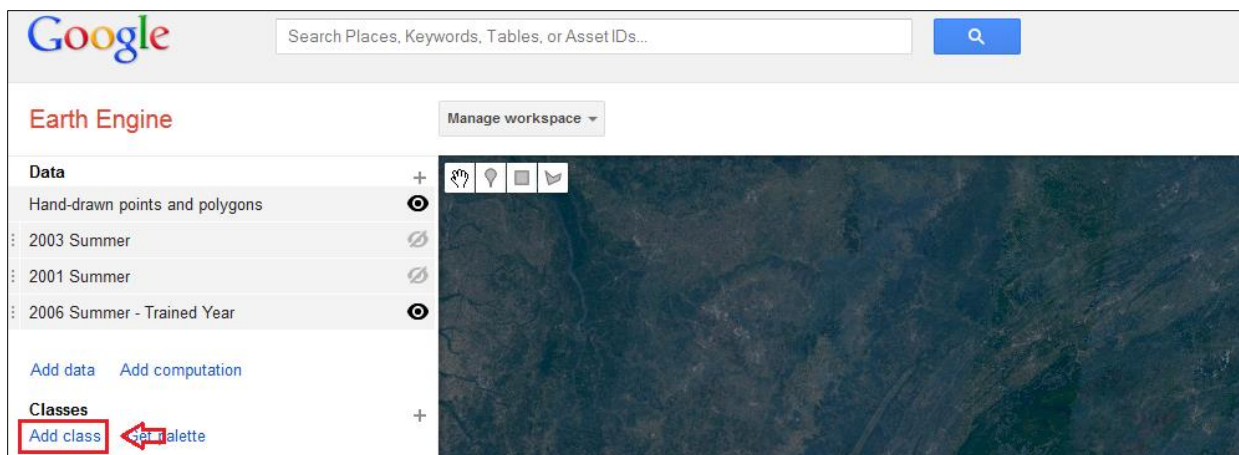 Google
Search Places, Keywords, Tables, or Asset IDs...
Earth Engine
Manage workspace
Data
Hand-drawn points and polygons
2003 Summer
2001 Summer
2006 Summer - Trained Year
Add data Add computation
Classes
Add class Get palette